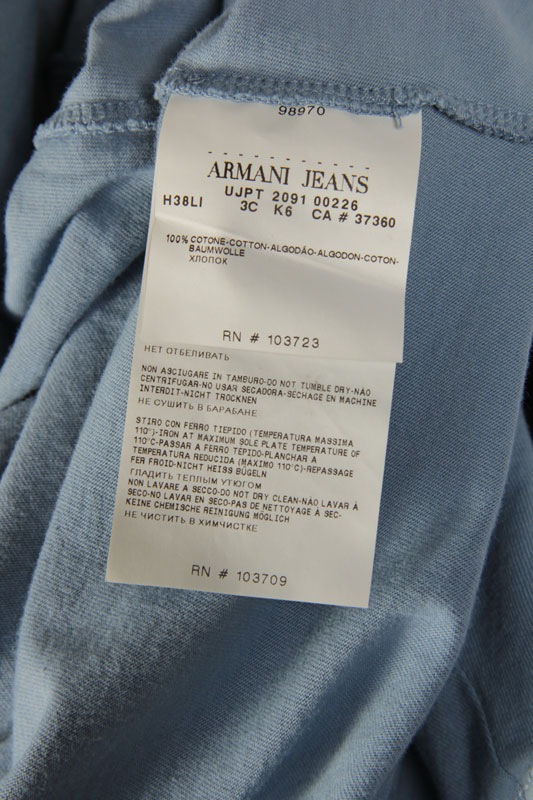 98970
ARMANI JEANS
UJPT 2091 00226
H38LI 3C K6 CA # 37360
100% COTONE-COTTON-ALGODÃO-ALGODON-COTON-
BAUMWOLLE
ХЛОПОК
RN # 103723
НЕТ ОТБЕЛИВАТЬ
NON ASCIUGARE IN TAMBURO-DO NOT TUMBLE DRY-NÃO
CENTRIFUGAR-NO USAR SECADORA-SECHAGE EN MACHINE
INTERDIT-NICHT TROCKNEN
НЕ СУШИТЬ В БАРАБАНЕ
STIRO CON FERRO TIEPIDO (TEMPERATURA MASSIMA
110°)-IRON AT MAXIMUM SOLE PLATE TEMPERATURE OF
110°C-PASSAR A FERRO TÉPIDO-PLANCHAR A
TEMPERATURA REDUCIDA (MAXIMO 110°C)-REPASSAGE
FER FROID-NICHT HEISS BÜGELN
ГЛАДИТЬ ТЕПЛЫМ УТЮГОМ
NON LAVARE A SECCO-DO NOT DRY CLEAN-NÃO LAVAR À
SECO-NO LAVAR EN SECO-PAS DE NETTOYAGE À SEC-
KEINE CHEMISCHE REINIGUNG MÖGLICH
НЕ ЧИСТИТЬ В ХИМЧИСТКЕ
RN # 103709